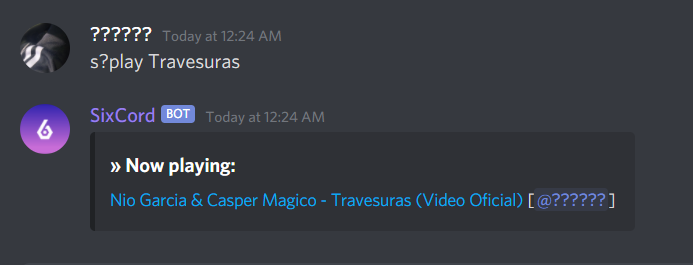 ?????? Today at 12:24 AM
s?play Travesuras
6
SixCord BOT Today at 12:24 AM
» Now playing:
Nio Garcia & Casper Magico - Travesuras (Video Oficial) [@??????]